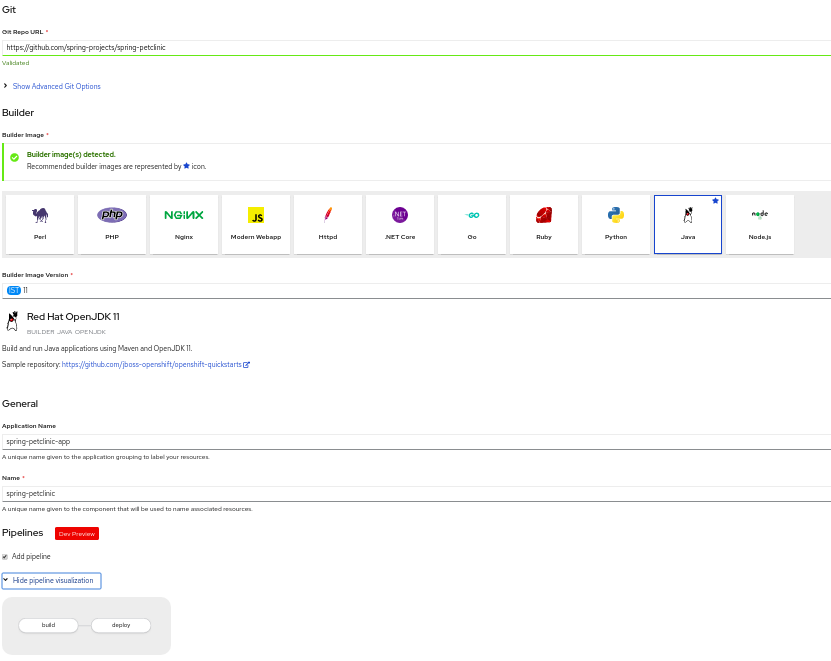 Git
Git Repo URL *
https://github.com/spring-projects/spring-petclinic
Validated
Show Advanced Git Options
Builder
Builder Image *
Builder image(s) detected.
Recommended builder images are represented by icon.
php NGINX JS .NET GO node
Perl PHP Nginx Modern Webapp Httpd .NET Core Go Ruby Python Java Node.js
Builder Image Version *
IST 11
Red Hat OpenJDK 11
BUILDER JAVA OPENJDK
Build and run Java applications using Maven and OpenJDK 11.
Sample repository: https://github.com/jboss-openshift/openshift-quickstarts
General
Application Name
spring-petclinic-app
A unique name given to the application grouping to label your resources.
Name *
spring-petclinic
A unique name given to the component that will be used to name associated resources.
Pipelines Dev Preview
Add pipeline
Hide pipeline visualization
build deploy